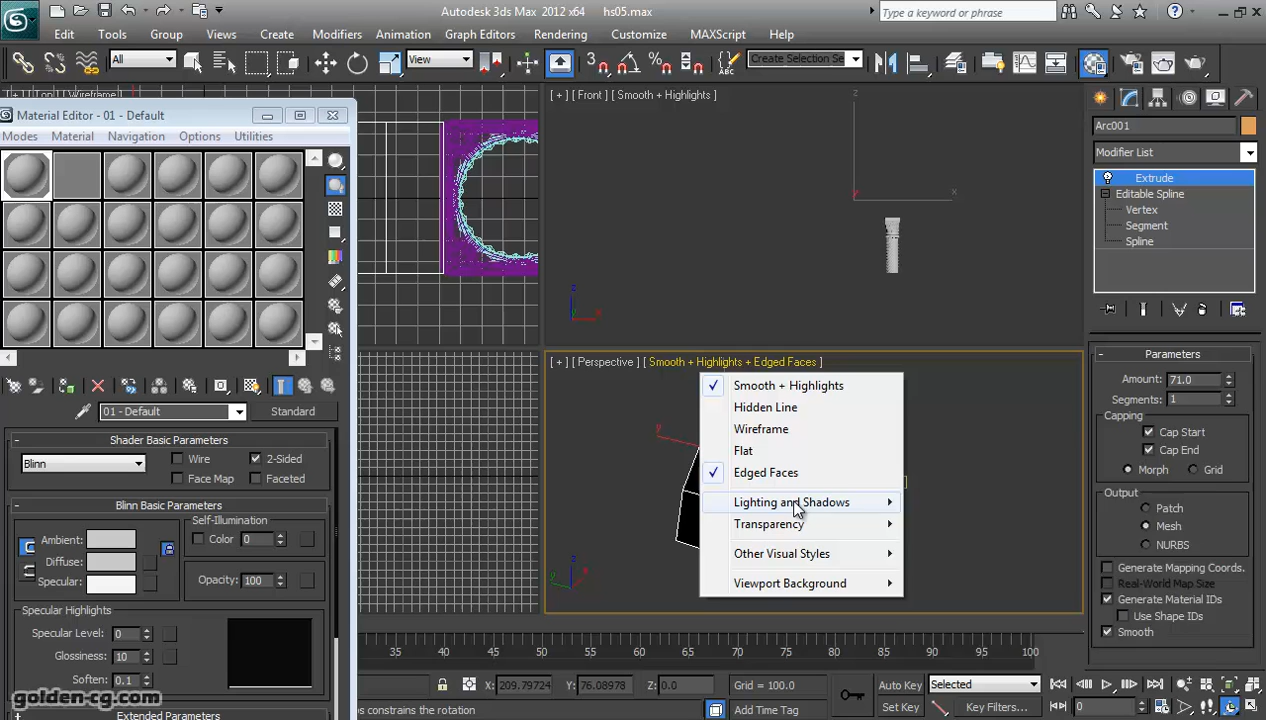 Autodesk 3ds Max 2012 x64 hs05.max
Type a keyword or phrase
Edit Tools Group Views Create Modifiers Animation Graph Editors Rendering Customize MAXScript Help
All
View
3
ABC
Create Selection Se
[ + ] [ Top ] [ Wireframe ]
[ + ] [ Front ] [ Smooth + Highlights ]
z
x
z
x
Material Editor - 01 - Default
Modes Material Navigation Options Utilities
01 - Default
Standard
Shader Basic Parameters
Blinn
Wire
2-Sided
Face Map
Faceted
Blinn Basic Parameters
Self-Illumination
Ambient:
Color 0
Diffuse:
Specular:
Opacity: 100
Specular Highlights
Specular Level: 0
Glossiness: 10
Soften: 0.1
Extended Parameters
golden-cg.com
[ + ] [ Perspective ] [ Smooth + Highlights + Edged Faces ]
y
z
y
x
Smooth + Highlights
Hidden Line
Wireframe
Flat
Edged Faces
Lighting and Shadows
Transparency
Other Visual Styles
Viewport Background
Arc001
Modifier List
Extrude
Editable Spline
Vertex
Segment
Spline
Parameters
Amount: 71.0
Segments: 1
Capping
Cap Start
Cap End
Morph Grid
Output
Patch
Mesh
NURBS
Generate Mapping Coords.
Real-World Map Size
Generate Material IDs
Use Shape IDs
Smooth
35 40 45 50 55 60 65 70 75 80 85 90 95 100
X: 209.79724 Y: 76.08978 Z: 0.0 Grid = 100.0
Auto Key Selected
constrains the rotation
Add Time Tag
Set Key Key Filters... 0